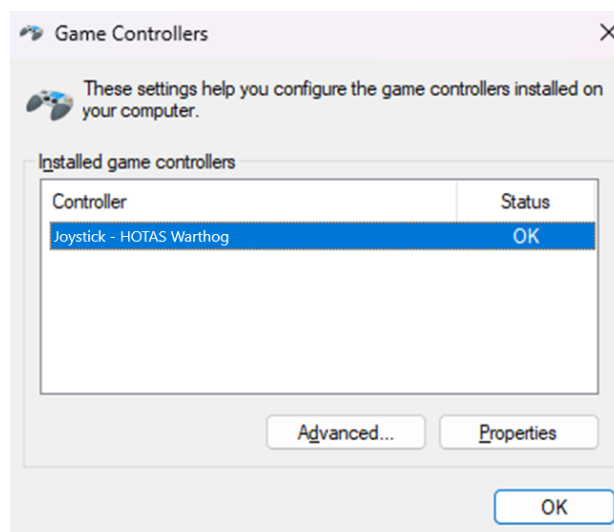 Game Controllers
These settings help you configure the game controllers installed on
your computer.
Installed game controllers
Controller Status
Joystick - HOTAS Warthog OK
Advanced... Properties
OK